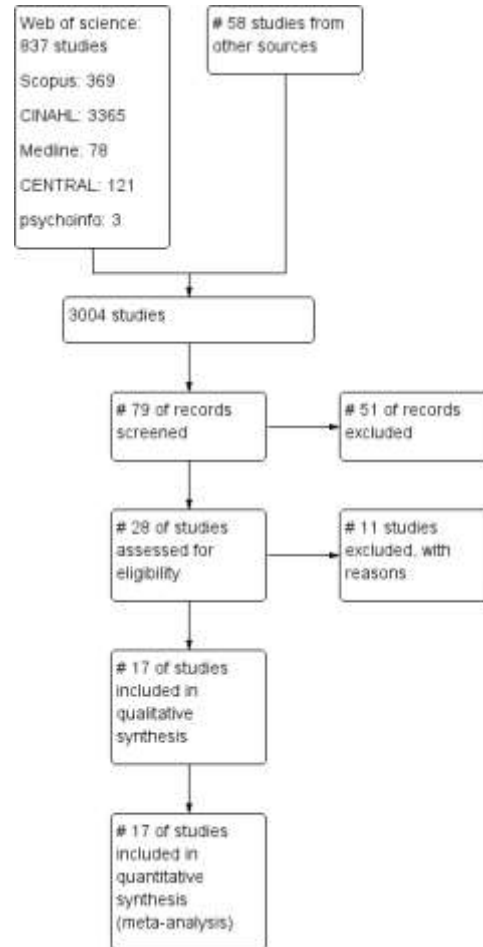 Web of science:
837 studies
Scopus: 369
CINAHL: 3365
Medline: 78
CENTRAL: 121
psychoinfo: 3
# 58 studies from
other sources
3004 studies
# 79 of records
screened
# 51 of records
excluded
# 28 of studies
assessed for
eligibility
# 11 studies
excluded, with
reasons
# 17 of studies
included in
qualitative
synthesis
# 17 of studies
included in
quantitative
synthesis
(meta-analysis)